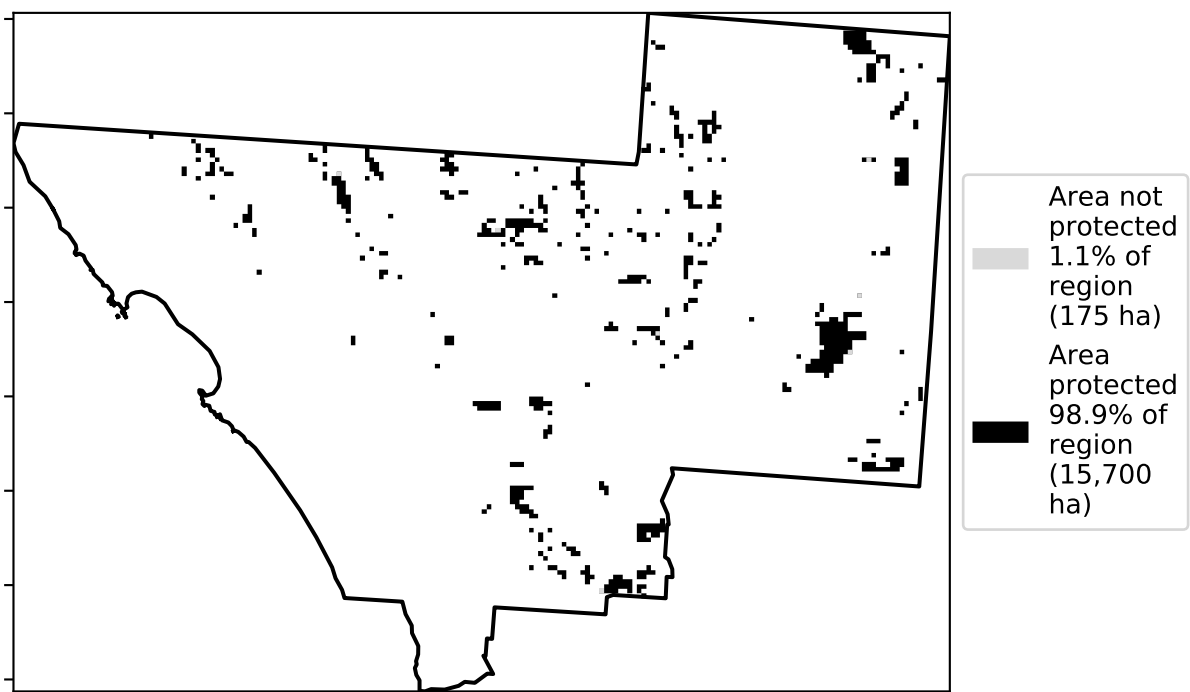 Area not
protected
1.1% of
region
(175 ha)
Area
protected
98.9% of
region
(15,700
ha)